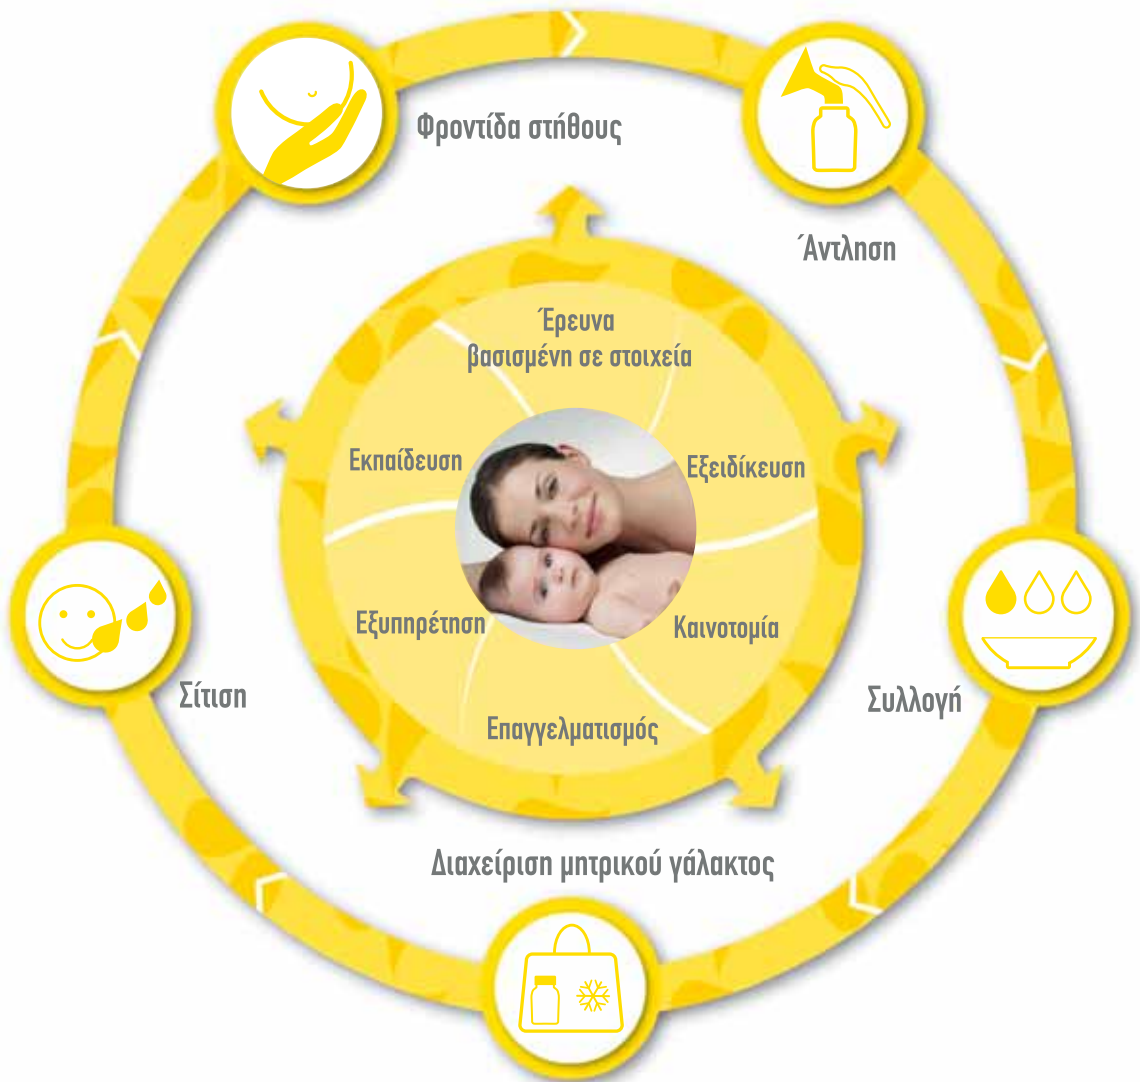 Φροντίδα στήθους
Άντληση
Έρευνα
βασισμένη σε στοιχεία
Εκπαίδευση
Εξειδίκευση
Εξυπηρέτηση
Καινοτομία
Σίτιση
Συλλογή
Επαγγελματισμός
Διαχείριση μητρικού γάλακτος